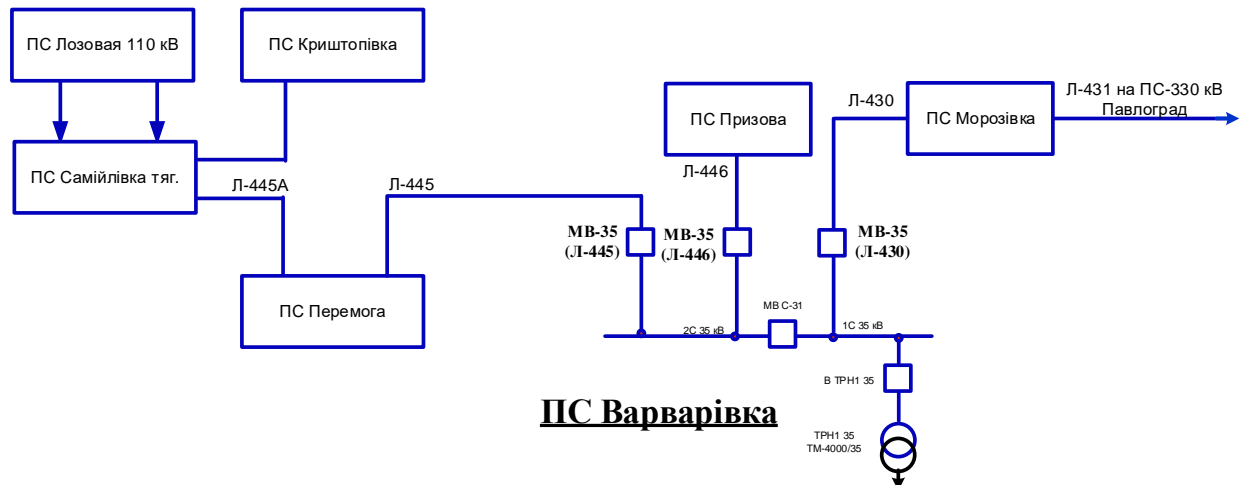 ПС Лозовая 110 кВ
ПС Криштопівка
ПС Призова
Л-430
ПС Морозівка
Л-431 на ПС-330 кВ
Павлоград
ПС Самійлівка тяг.
Л-445А
Л-445
Л-446
МВ-35
(Л-445)
МВ-35
(Л-446)
МВ-35
(Л-430)
ПС Перемога
МВ С-31
2С 35 кВ
1С 35 кВ
В ТРН1 35
ПС Варварівка
ТРН1 35
ТМ-4000/35